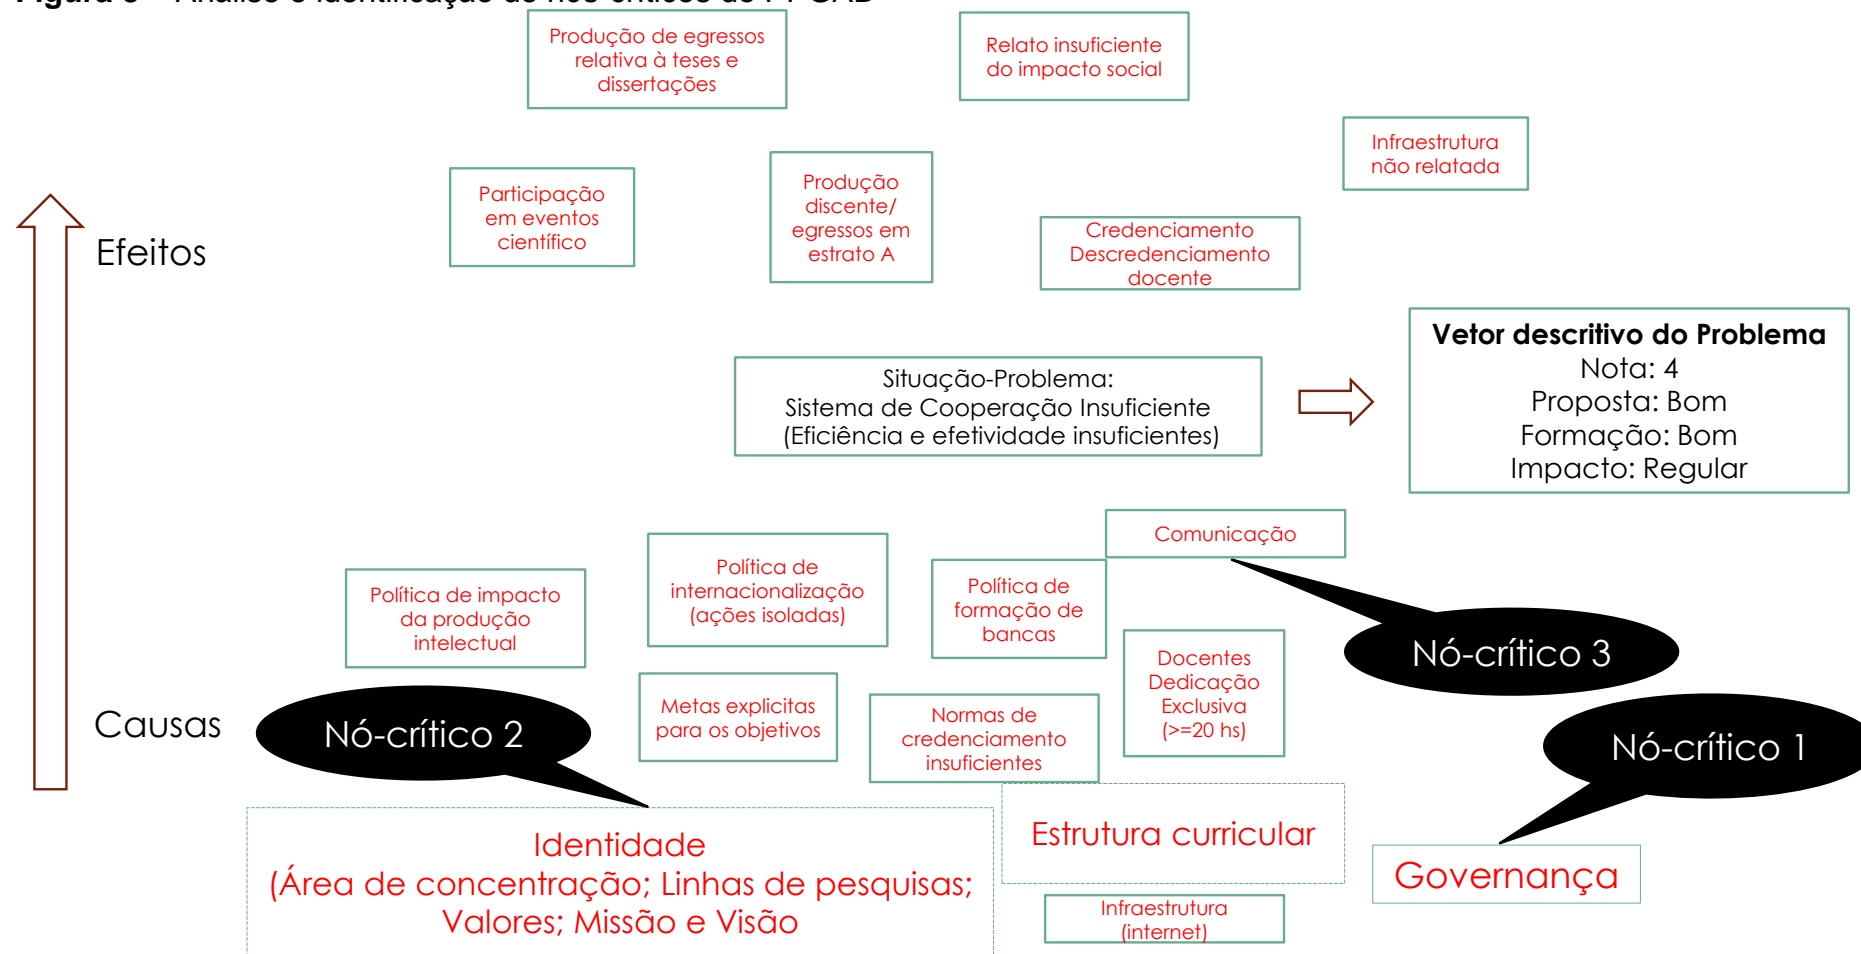 Produção de egressos
relativa à teses e
dissertações
Relato insuficiente
do impacto social
Infraestrutura
não relatada
Participação
em eventos
científico
Produção
discente/
egressos em
estrato A
Credenciamento
Descredenciamento
docente
Efeitos
Vetor descritivo do Problema
Nota: 4
Proposta: Bom
Formação: Bom
Impacto: Regular
Situação-Problema:
Sistema de Cooperação Insuficiente
(Eficiência e efetividade insuficientes)
Comunicação
Política de impacto
da produção
intelectual
Política de
internacionalização
(ações isoladas)
Política de
formação de
bancas
Docentes
Dedicação
Exclusiva
(>=20 hs)
Nó-crítico 3
Causas
Nó-crítico 2
Metas explicitas
para os objetivos
Normas de
credenciamento
insuficientes
Nó-crítico 1
Identidade
(Área de concentração; Linhas de pesquisas;
Valores; Missão e Visão
Estrutura curricular
Governança
Infraestrutura
(internet)